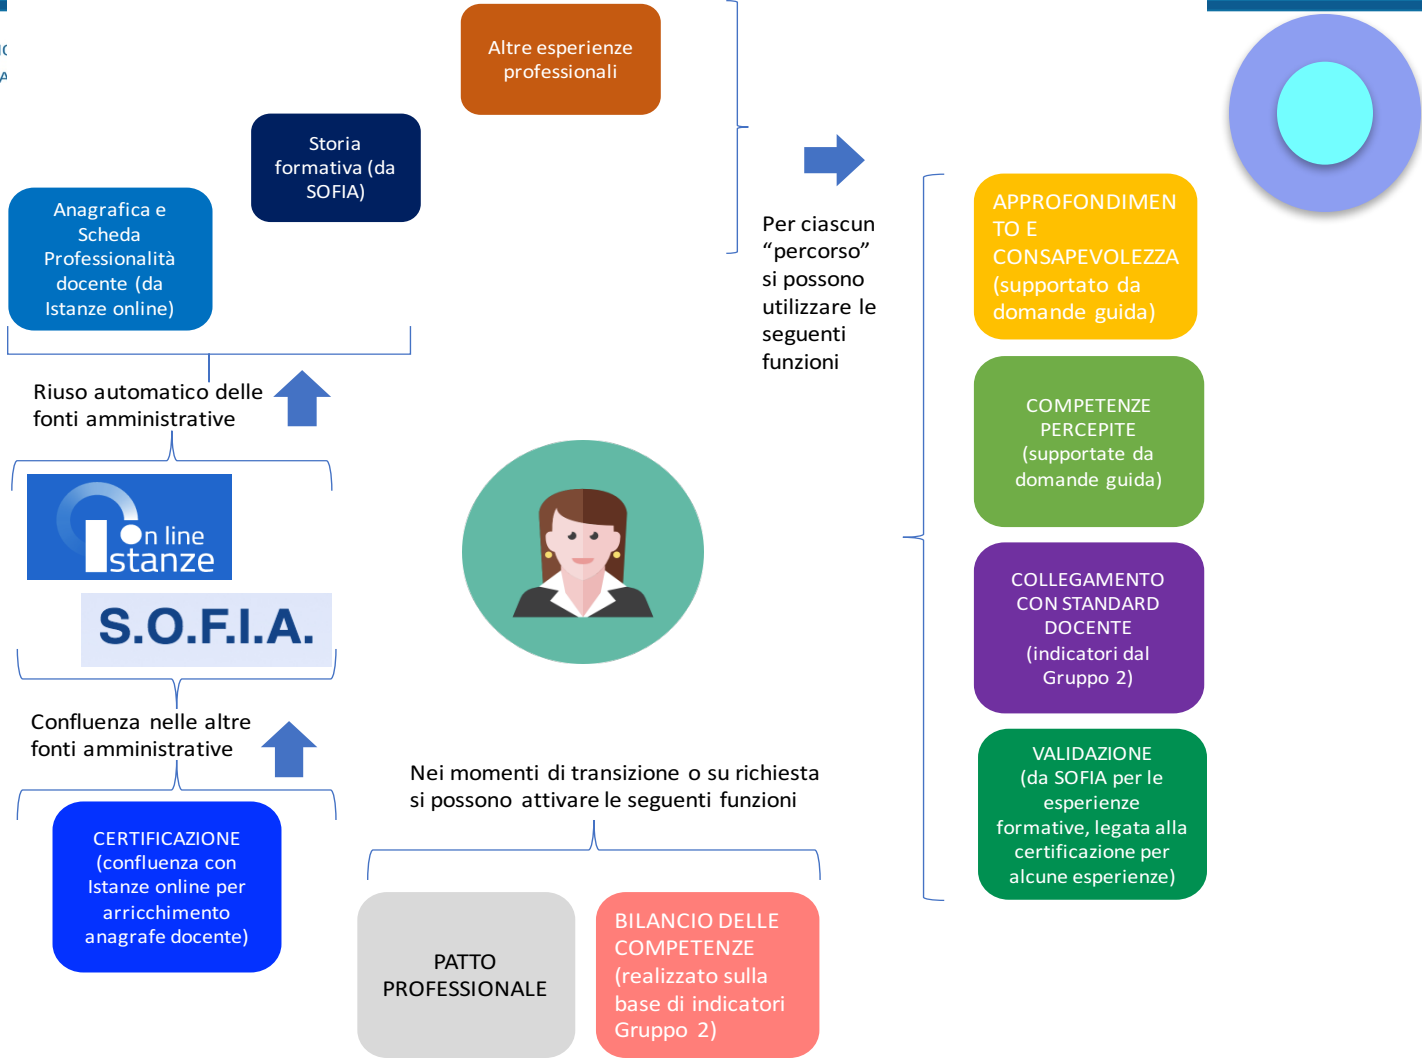 Altre esperienze
professionali
Storia
formativa (da
SOFIA)
Anagrafica e
Scheda
Professionalità
docente (da
Istanze online)
Riuso automatico delle
fonti amministrative
On line
Istanze
S.O.F.I.A.
Confluenza nelle altre
fonti amministrative
CERTIFICAZIONE
(confluenza con
Istanze online per
arricchimento
anagrafe docente)
Nei momenti di transizione o su richiesta
si possono attivare le seguenti funzioni
PATTO
PROFESSIONALE
BILANCIO DELLE
COMPETENZE
(realizzato sulla
base di indicatori
Gruppo 2)
Per ciascun
“percorso”
si possono
utilizzare le
seguenti
funzioni
APPROFONDIMEN
TO E
CONSAPEVOLEZZA
(supportato da
domande guida)
COMPETENZE
PERCEPITE
(supportate da
domande guida)
COLLEGAMENTO
CON STANDARD
DOCENTE
(indicatori dal
Gruppo 2)
VALIDAZIONE
(da SOFIA per le
esperienze
formative, legata alla
certificazione per
alcune esperienze)